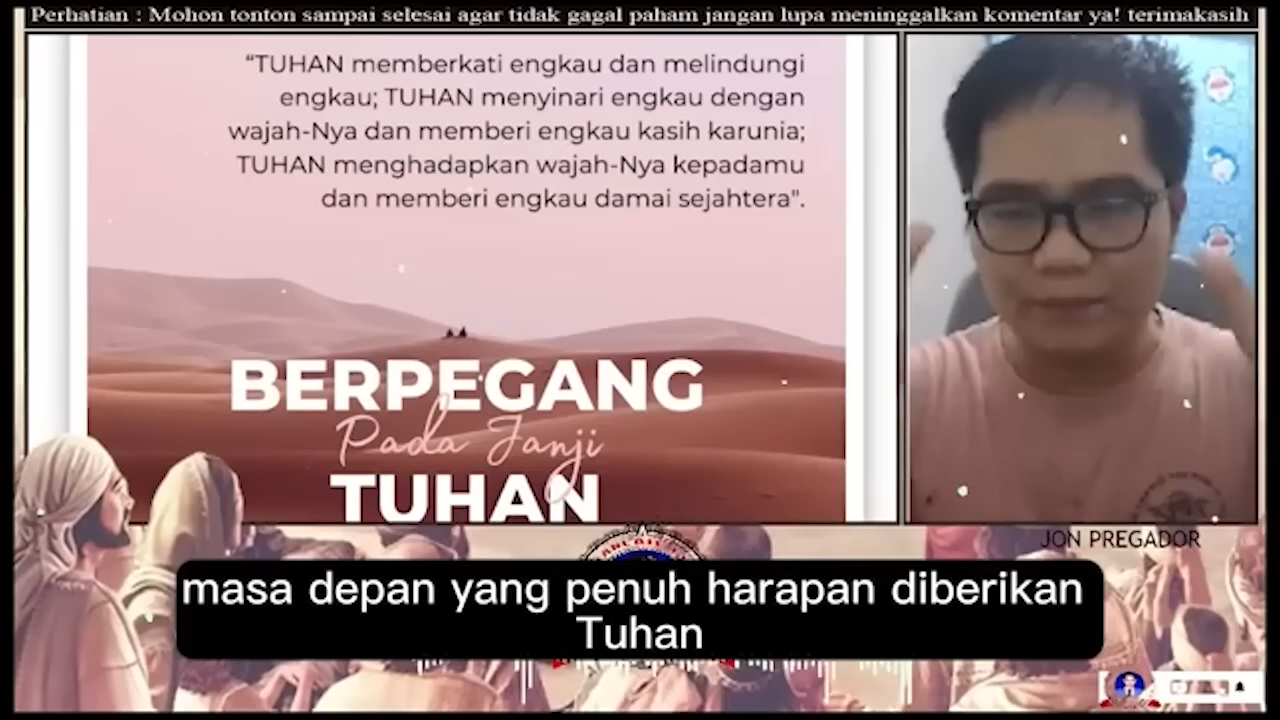 Perhatian : Mohon tonton sampai selesai agar tidak gagal paham jangan lupa meninggalkan komentar ya! terimakasih
“TUHAN memberkati engkau dan melindungi
engkau; TUHAN menyinari engkau dengan
wajah-Nya dan memberi engkau kasih karunia;
TUHAN menghadapkan wajah-Nya kepadamu
dan memberi engkau damai sejahtera".
BERPEGANG
Pada Janji
TUHAN
JON PREGADOR
masa depan yang penuh harapan diberikan
Tuhan